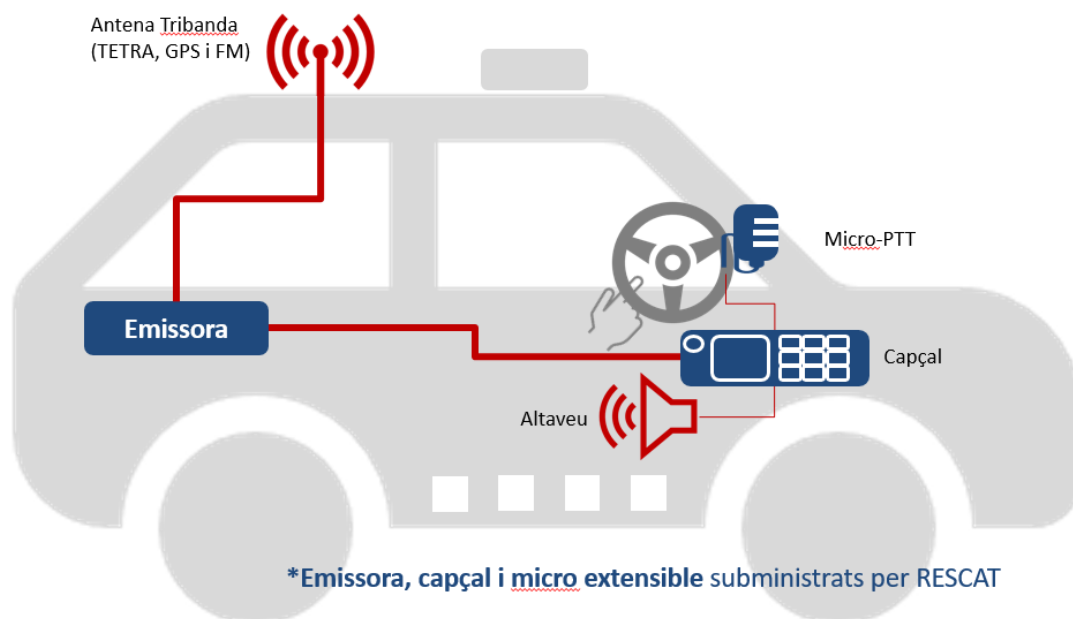 Antena Tribanda
(TETRA, GPS i FM)
Micro-PTT
Emissora
Capçal
Altaveu
*Emissora, capçal i micro extensible subministrats per RESCAT